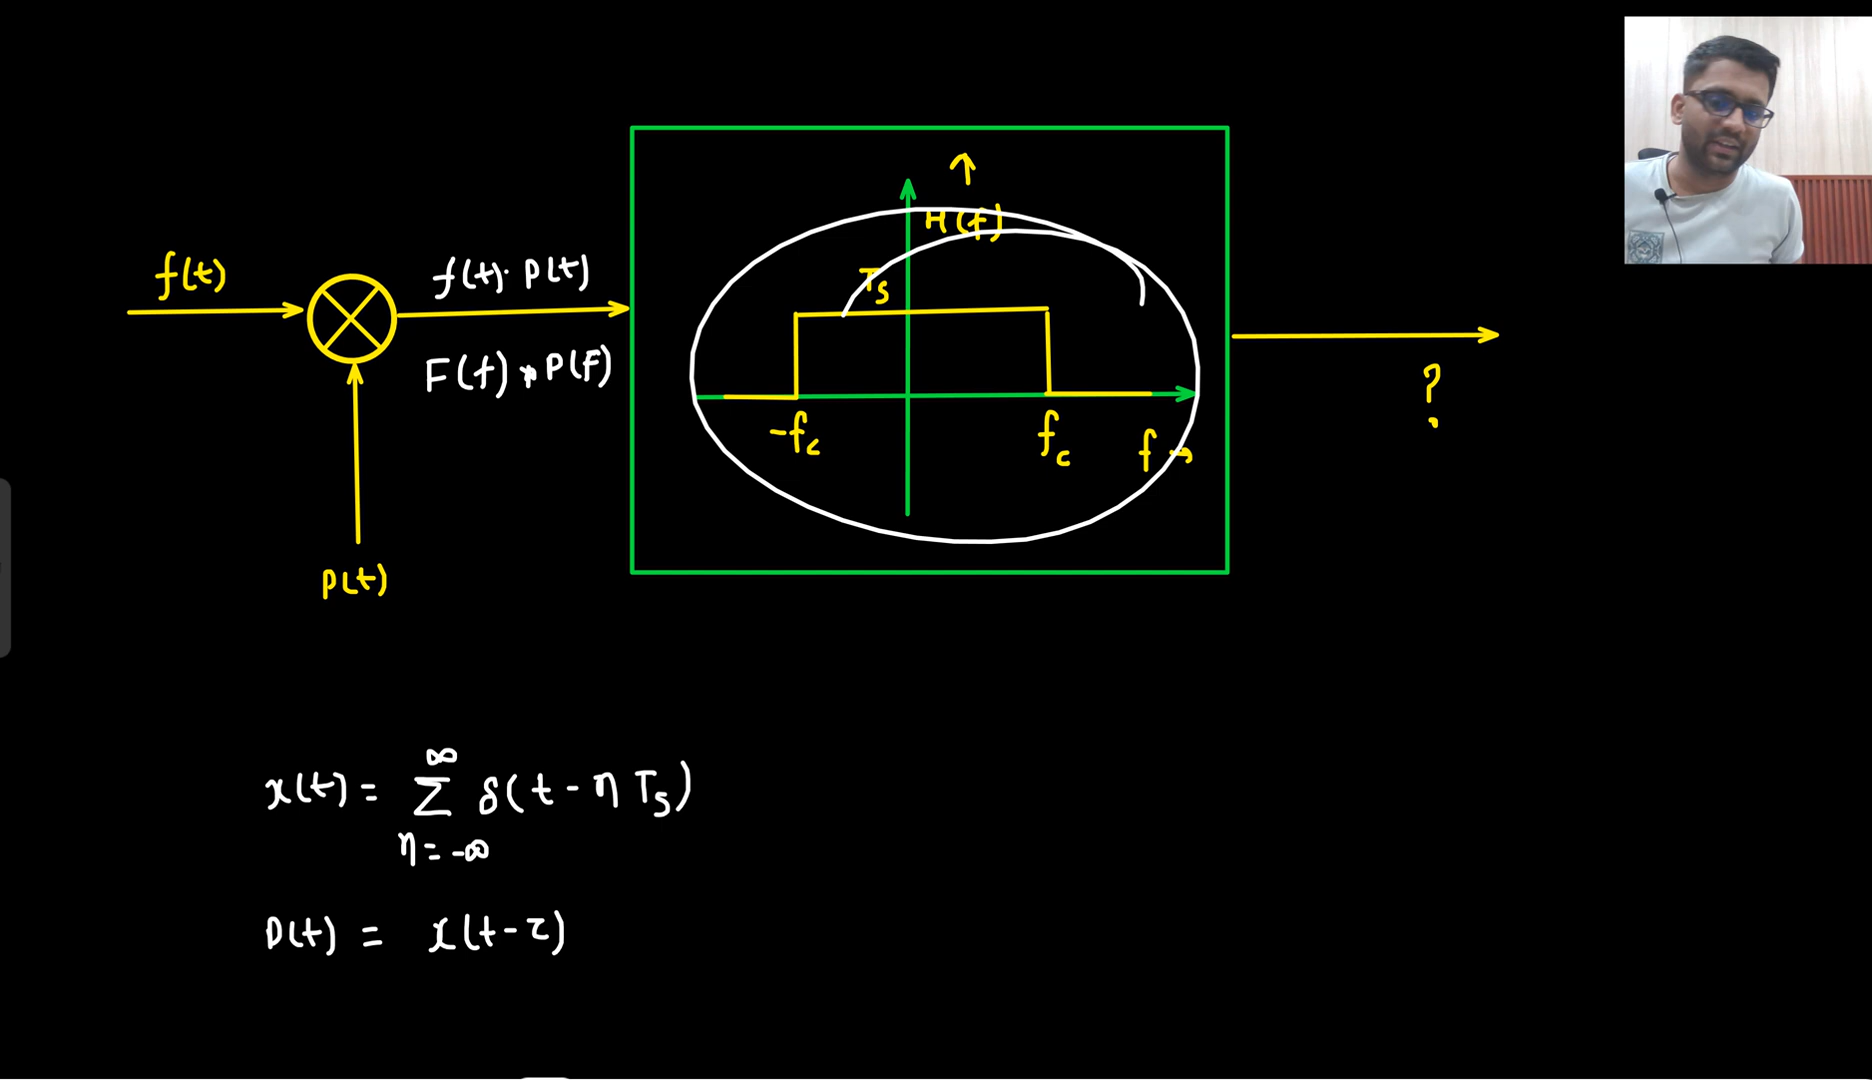 f(t)
f(t)· P(t)
F(f) * P(F)
P(t)
↑
H(f)
Ts
-fc
fc
f →
?
x(t) = ∞ Σ n = -∞ δ(t - n Ts)
P(t) = x(t - τ)